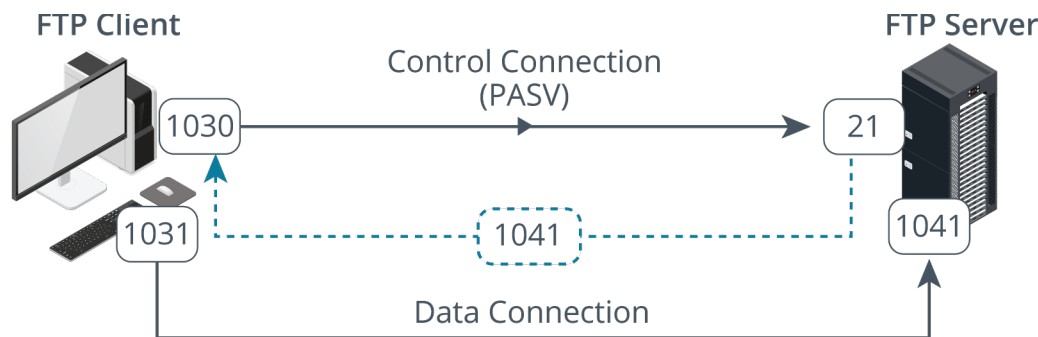 FTP Client
FTP Server
Control Connection
(PASV)
1030
21
1031
1041
1041
Data Connection